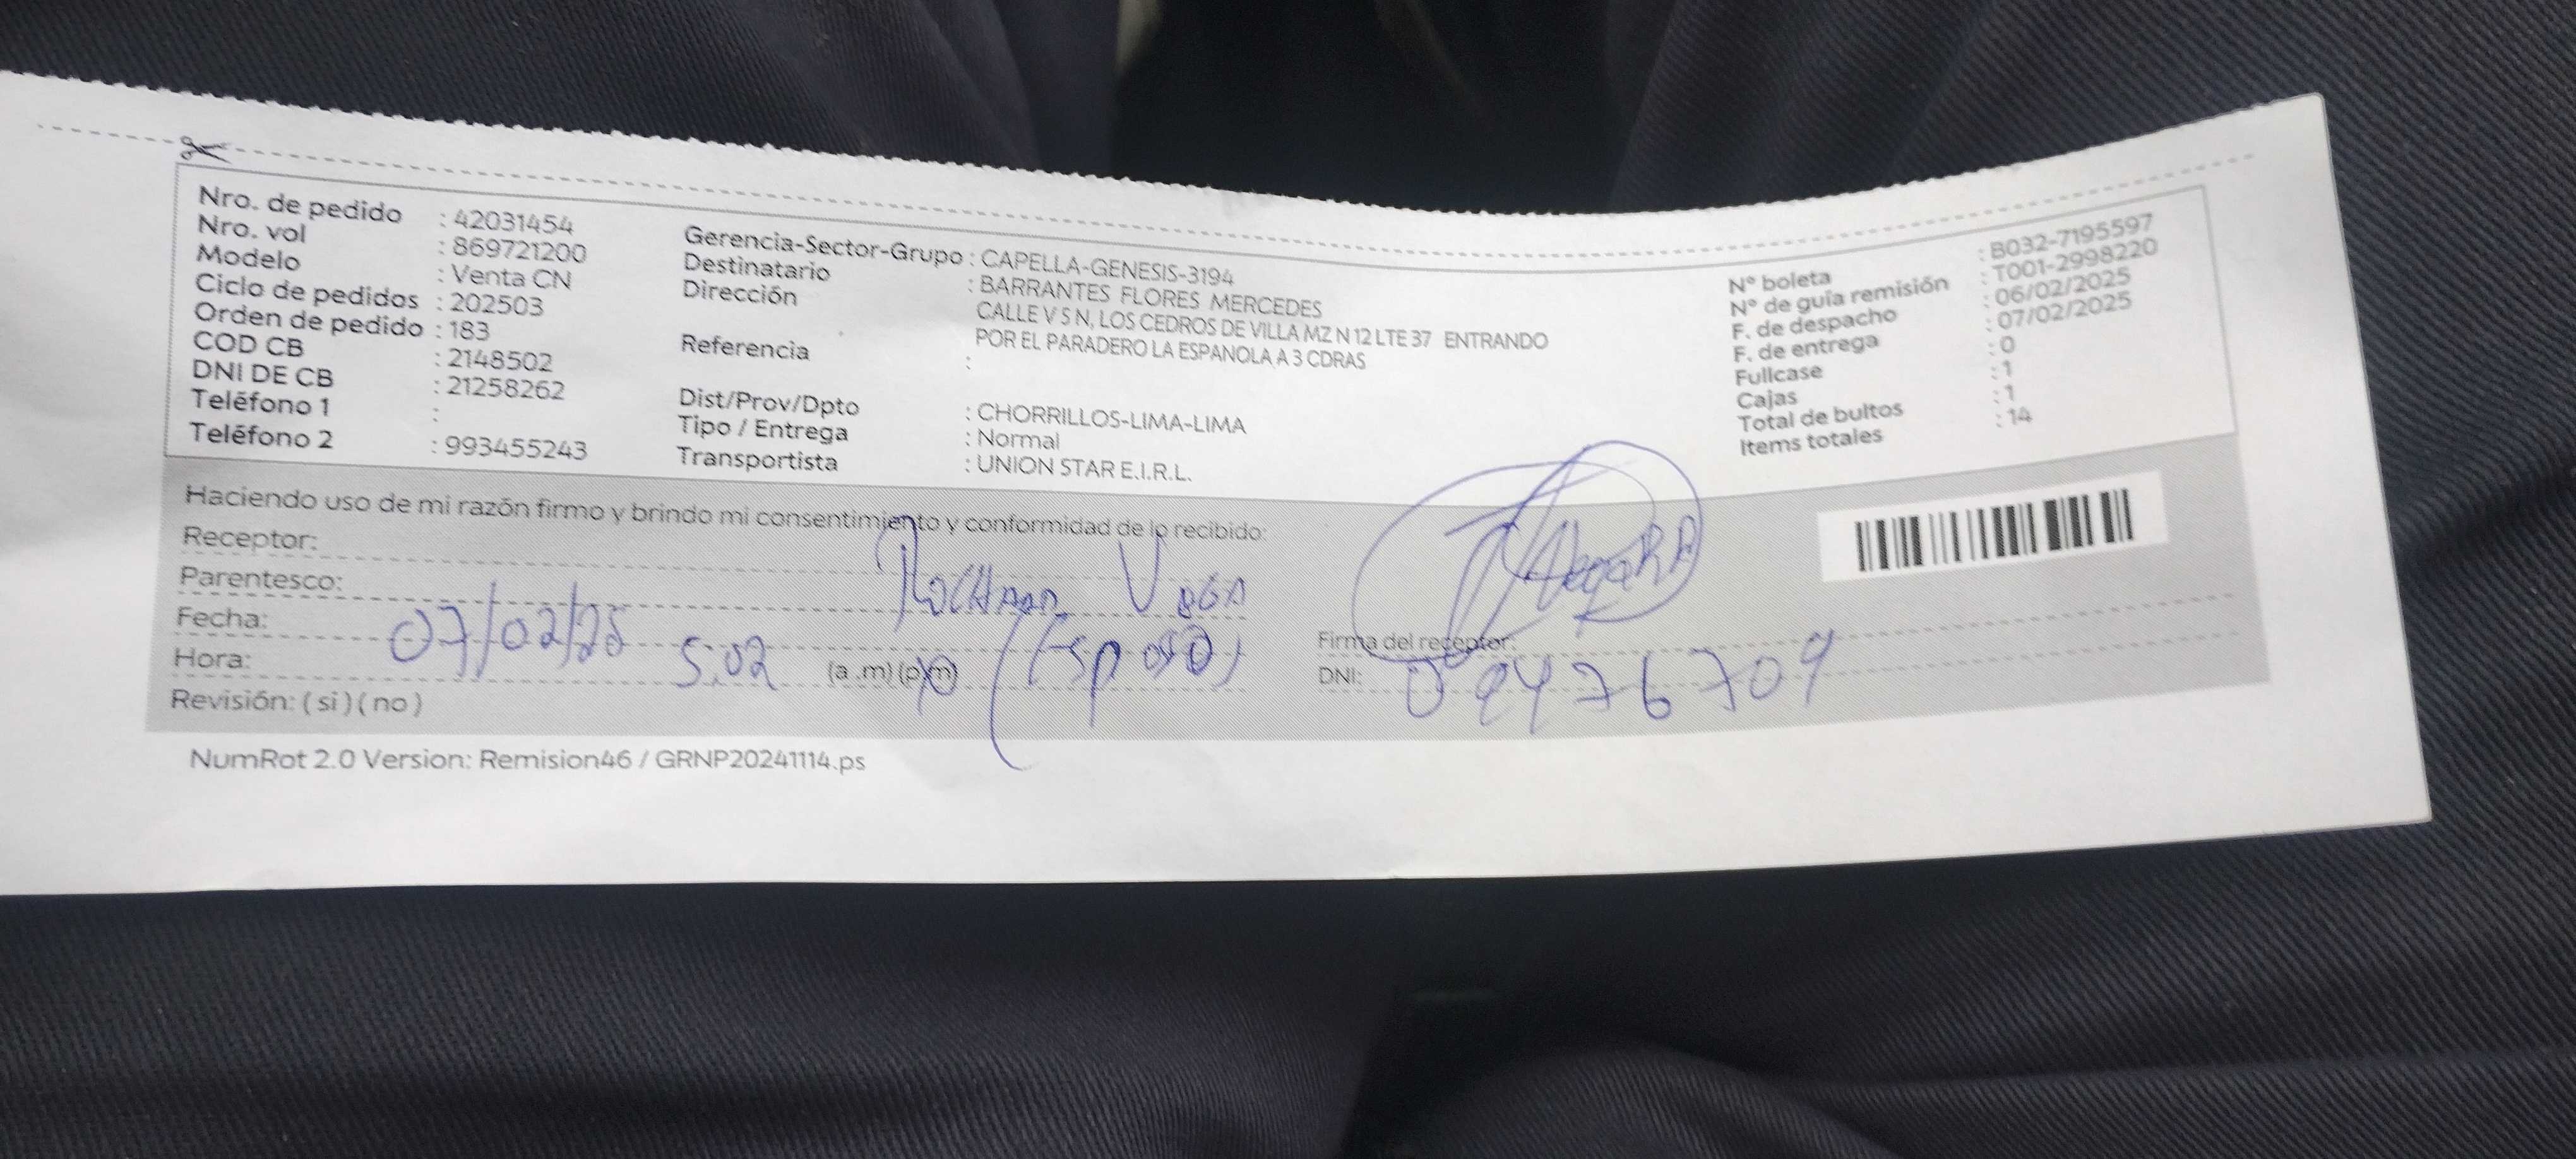 Nro. de pedido : 42031454
Nro. vol : 869721200
Modelo : Venta CN
Ciclo de pedidos : 202503
Orden de pedido : 183
COD CB : 2148502
DNI DE CB : 21258262
Teléfono 1 :
Teléfono 2 : 993455243
Gerencia-Sector-Grupo : CAPELLA-GENESIS-3194
Destinatario : BARRANTES FLORES MERCEDES
Dirección CALLE V S N, LOS CEDROS DE VILLA MZ N 12 LTE 37 ENTRANDO
POR EL PARADERO LA ESPANOLA A 3 CDRAS
Referencia :
Dist/Prov/Dpto : CHORRILLOS-LIMA-LIMA
Tipo / Entrega : Normal
Transportista : UNION STAR E.I.R.L.
N° boleta : B032-7195597
N° de guía remisión : T001-2998220
F. de despacho : 06/02/2025
F. de entrega : 07/02/2025
Fullcase : 0
Cajas : 1
Total de bultos : 1
Items totales : 14
Haciendo uso de mi razón firmo y brindo mi consentimiento y conformidad de lo recibido:
Receptor:
Parentesco: Vega
Fecha: 07/02/25
Hora: 5:02 (a .m) (p.m) (Esposo)
Revisión: ( si ) ( no )
Firma del receptor:
DNI:
NumRot 2.0 Version: Remision46 / GRNP20241114.ps